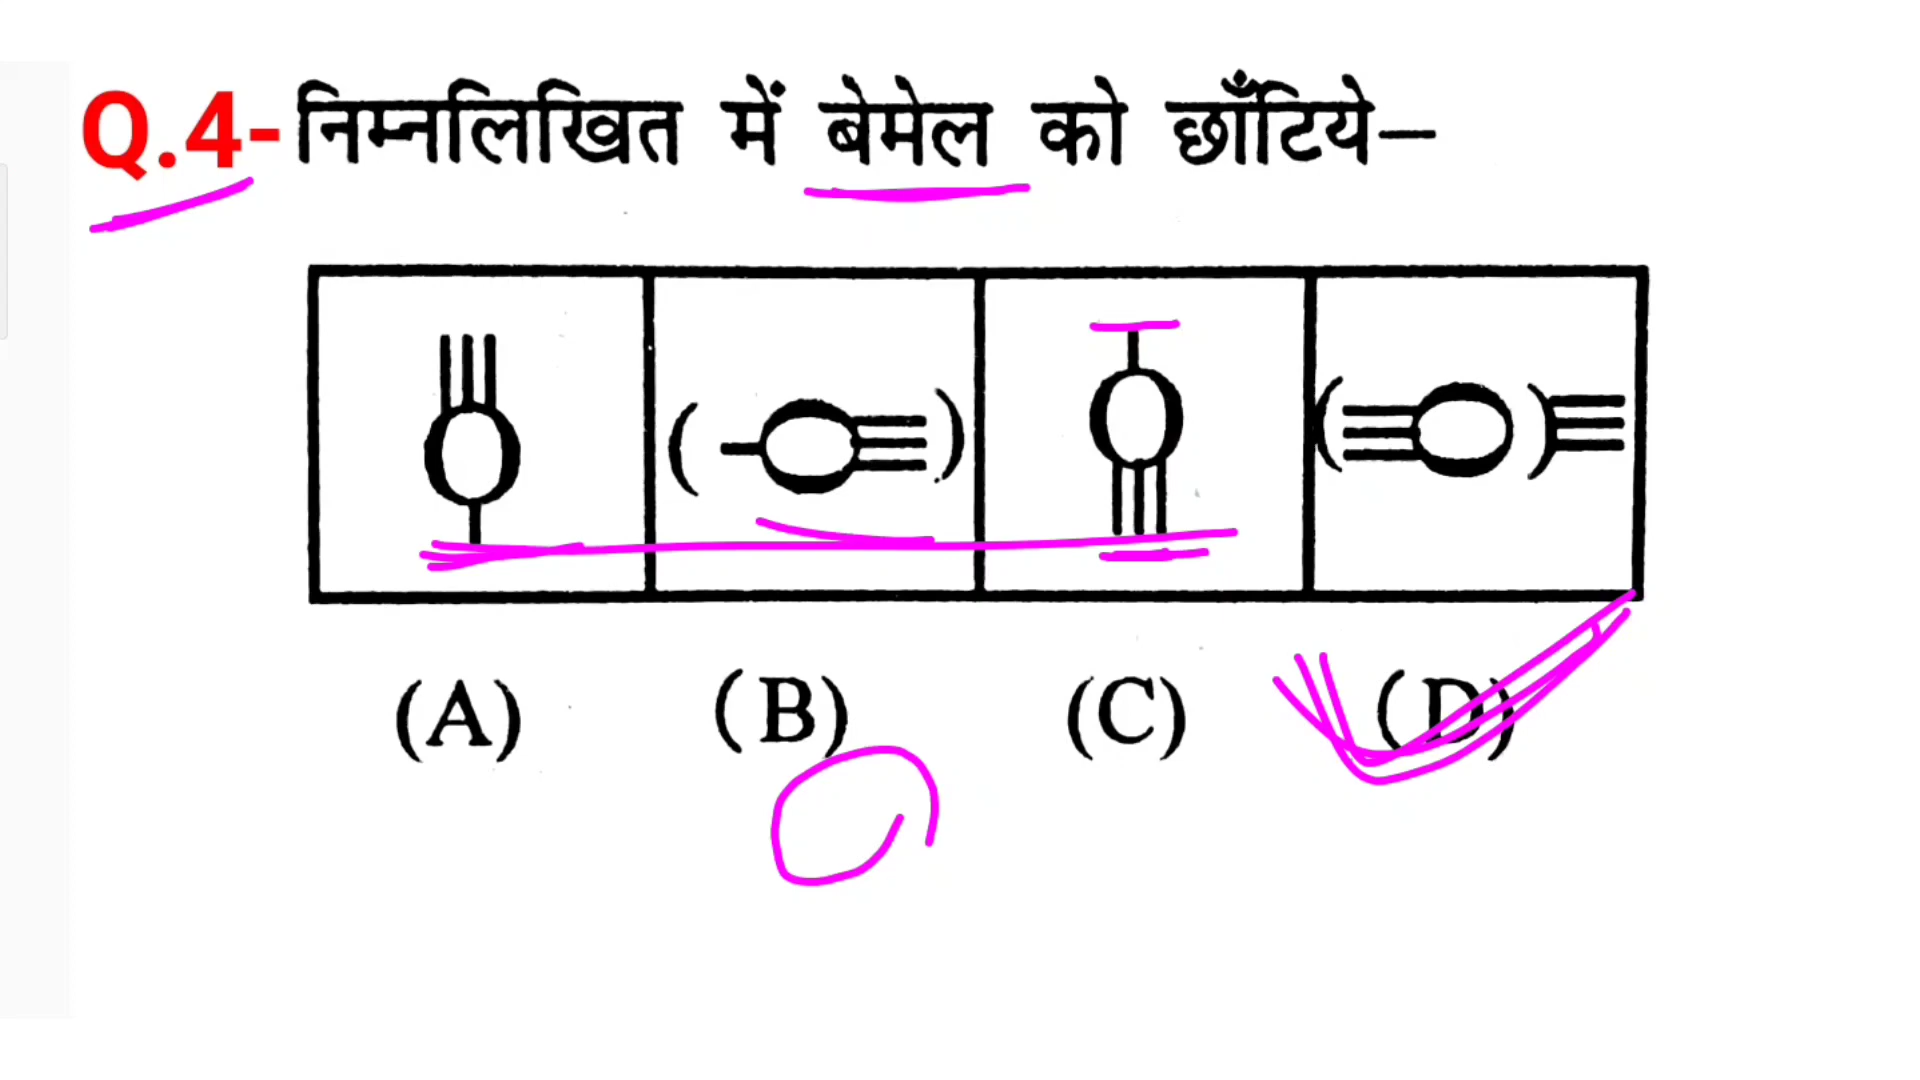 Q.4- निम्नलिखित में बेमेल को छाँटिये–
(A) (B) (C) (D)